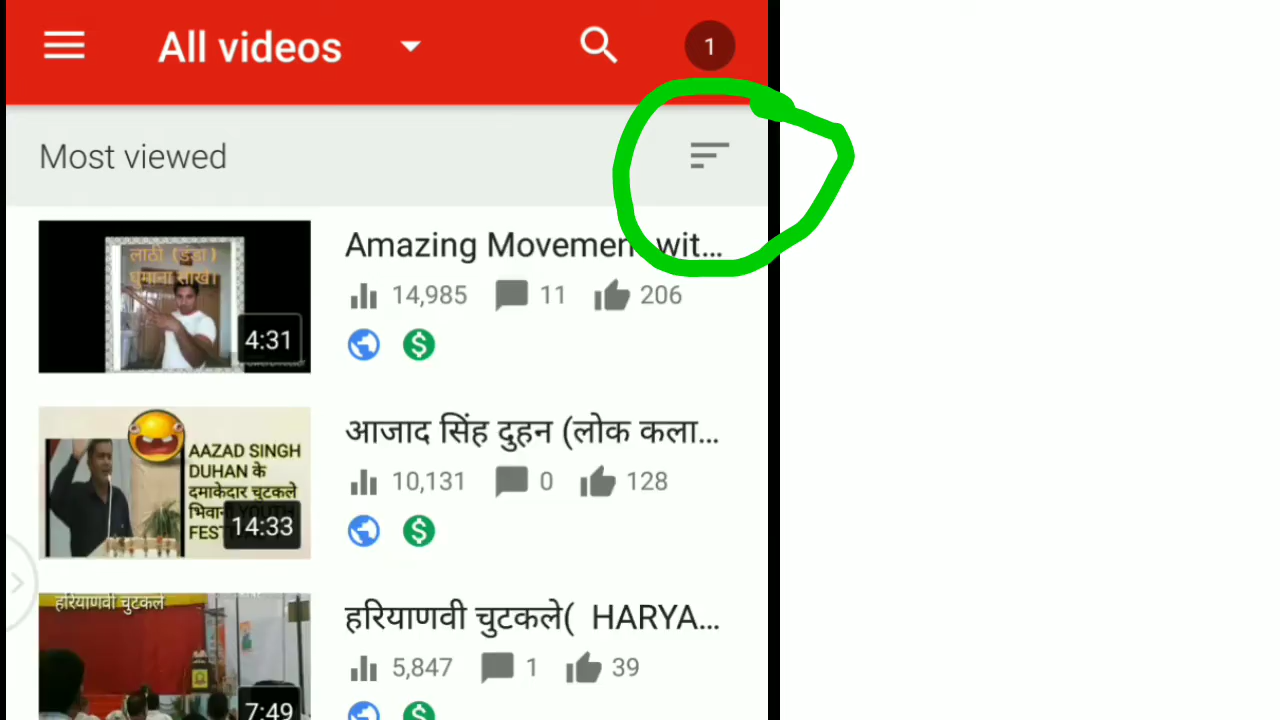 All videos
1
Most viewed
लाठी (डंडा)
घुमाना सीखें।
4:31
Amazing Movement wit...
14,985 11 206
AAZAD SINGH
DUHAN के
दमाकेदार चुटकले
YOUTH
14:33
आजाद सिंह दुहन (लोक कला...
10,131 0 128
हरियाणवी चुटकले
7:49
हरियाणवी चुटकले( HARYA...
5,847 1 39